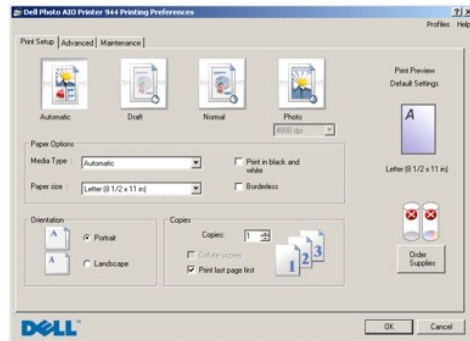 Dell Photo AIO Printer 944 Printing Preferences
? X
Profiles Help
Print Setup Advanced Maintenance
Automatic
Draft
Normal
Photo
4800 dpi
Print Preview
Default Settings
A
Letter (8 1/2 x 11 in)
Paper Options
Media Type : Automatic
Print in black and
white
Paper size : Letter (8 1/2 x 11 in)
Borderless
Orientation
A
Portrait
A
Landscape
Copies
Copies: 1
Collate copies
Print last page first
1 2 3
Order
Supplies
DELL™
OK Cancel